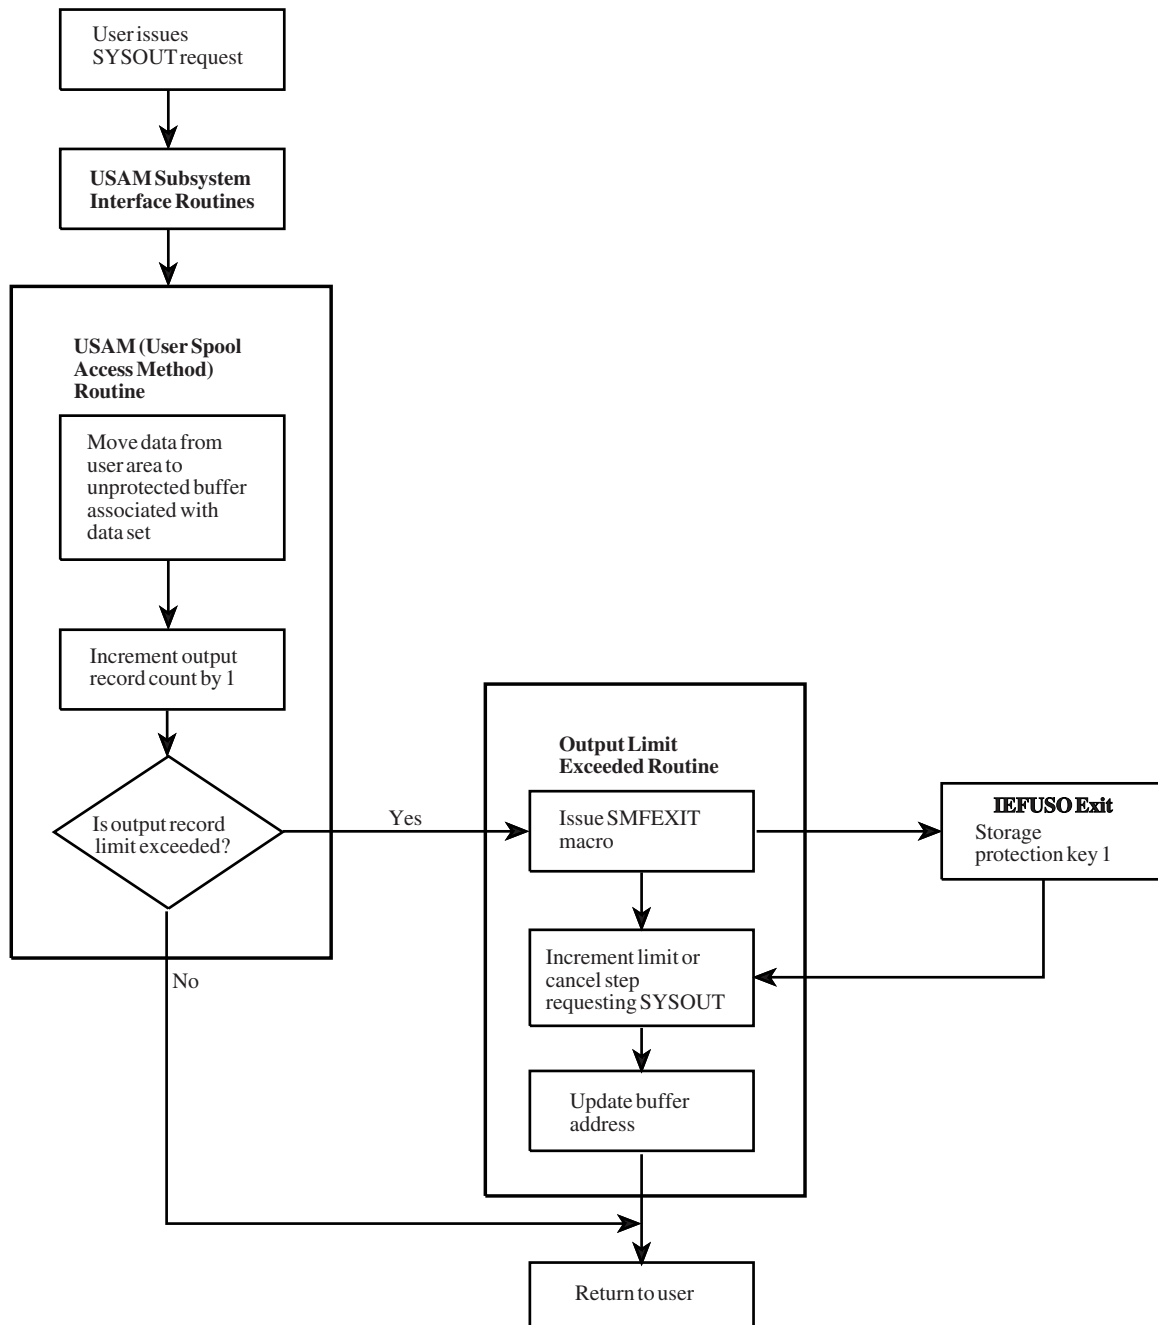 User issues
SYSOUT request
USAM Subsystem
Interface Routines
USAM (User Spool
Access Method)
Routine
Move data from
user area to
unprotected buffer
associated with
data set
Increment output
record count by 1
Is output record
limit exceeded?
Yes
No
Output Limit
Exceeded Routine
Issue SMFEXIT
macro
IEFUSO Exit
Storage
protection key 1
Increment limit or
cancel step
requesting SYSOUT
Update buffer
address
Return to user